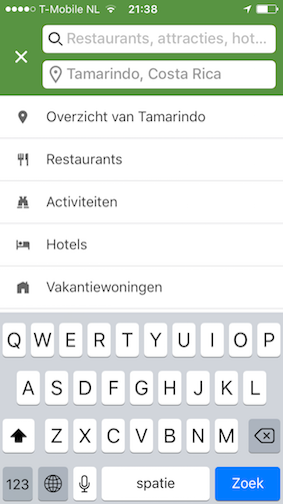 T-Mobile NL 21:38
Restaurants, attracties, hot...
Tamarindo, Costa Rica
Overzicht van Tamarindo
Restaurants
Activiteiten
Hotels
Vakantiewoningen
Q W E R T Y U I O P
A S D F G H J K L
Z X C V B N M
123 spatie Zoek